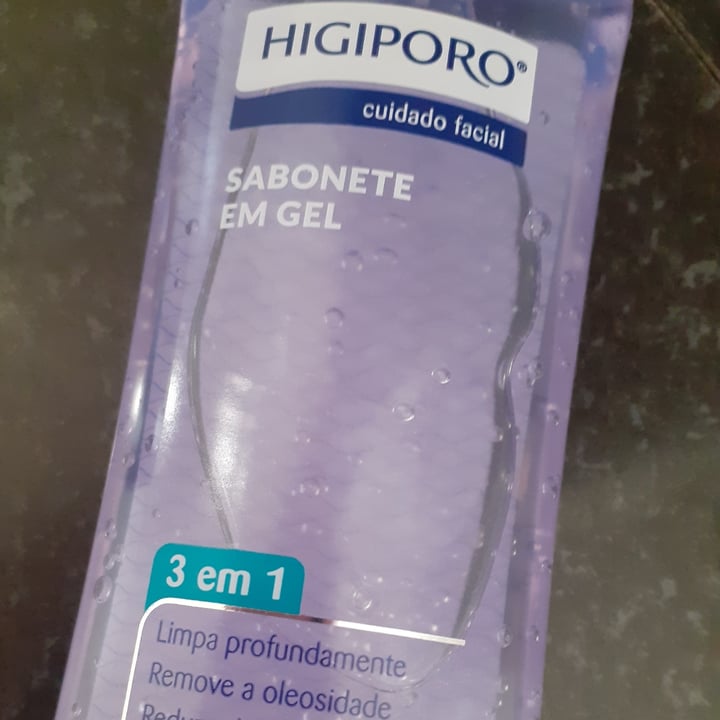 HIGIPORO®
cuidado facial
SABONETE
EM GEL
3 em 1
Limpa profundamente
Remove a oleosidade